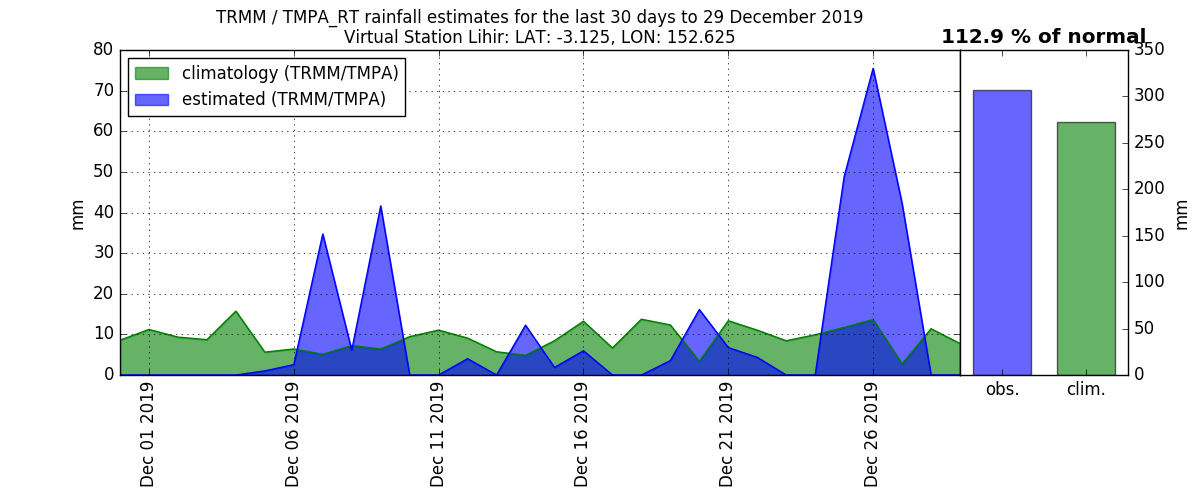 TRMM / TMPA_RT rainfall estimates for the last 30 days to 29 December 2019
Virtual Station Lihir: LAT: -3.125, LON: 152.625
112.9 % of normal
climatology (TRMM/TMPA)
estimated (TRMM/TMPA)
mm
80
70
60
50
40
30
20
10
0
Dec 01 2019
Dec 06 2019
Dec 11 2019
Dec 16 2019
Dec 21 2019
Dec 26 2019
350
300
250
200
150
100
50
0
mm
obs.
clim.